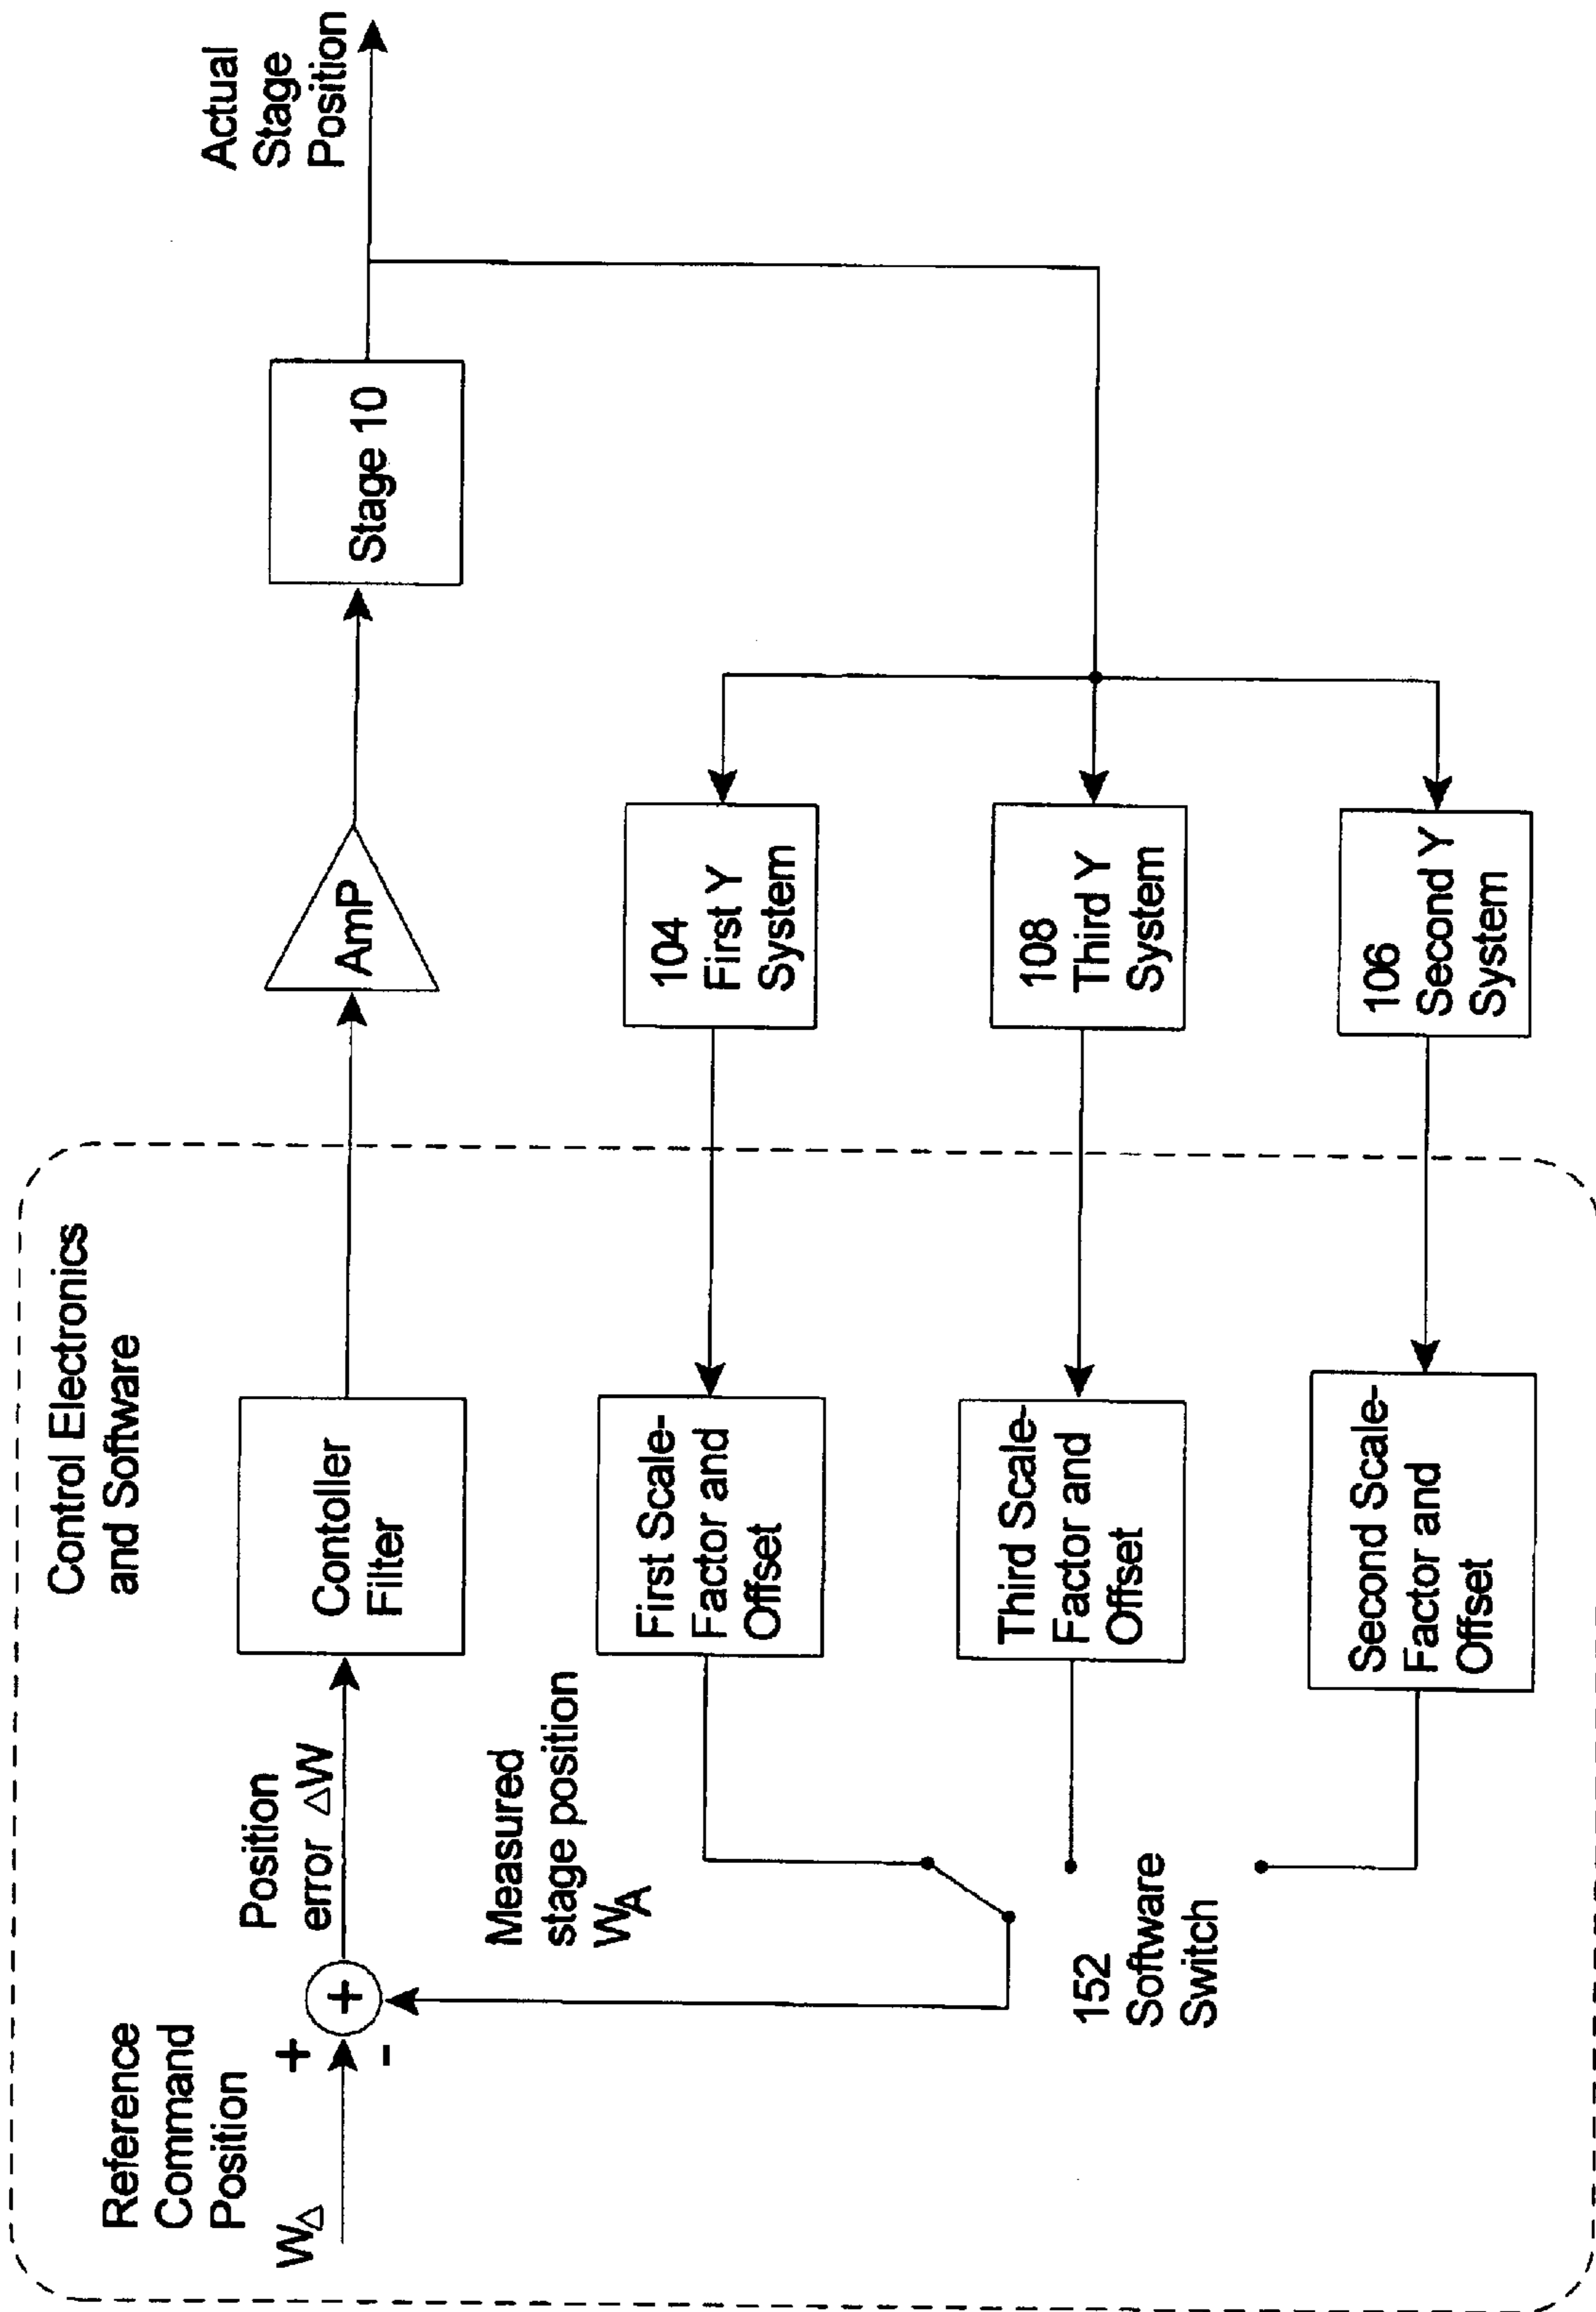 Control Electronics
and Software
Reference
Command
Position
W△
+
-
+
Position
error △W
Contoller
Filter
AmP
Stage 10
Actual
Stage
Position
Measured
stage position
WA
First Scale-
Factor and
Offset
104
First Y
System
152
Software
Switch
Third Scale-
Factor and
Offset
108
Third Y
System
Second Scale-
Factor and
Offset
106
Second Y
System